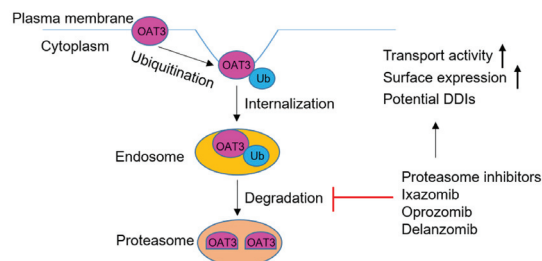 Plasma membrane
OAT3
Cytoplasm
Ubiquitination
OAT3
Ub
Internalization
Endosome
OAT3
Ub
Degradation
Proteasome
OAT3 OAT3
Transport activity
Surface expression
Potential DDIs
Proteasome inhibitors
Ixazomib
Oprozomib
Delanzomib